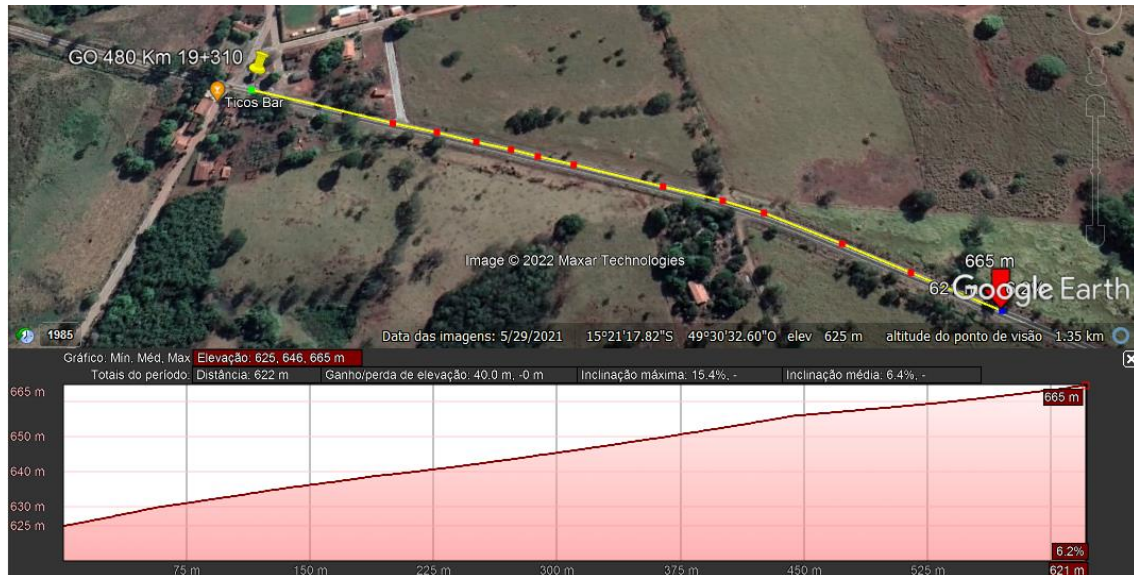 GO 480 Km 19+310
Ticos Bar
Image © 2022 Maxar Technologies
665 m
Google Earth
1985
Data das imagens: 5/29/2021 15°21'17.82"S 49°30'32.60"O elev 625 m altitude do ponto de visão 1.35 km
Gráfico: Mín. Méd, Max Elevação: 625, 646, 665 m
Totais do período: Distância: 622 m Ganho/perda de elevação: 40.0 m, -0 m Inclinação máxima: 15.4%, - Inclinação média: 6.4%, -
665 m
665 m
650 m
640 m
630 m
625 m
6.2%
75 m 150 m 225 m 300 m 375 m 450 m 525 m 621 m